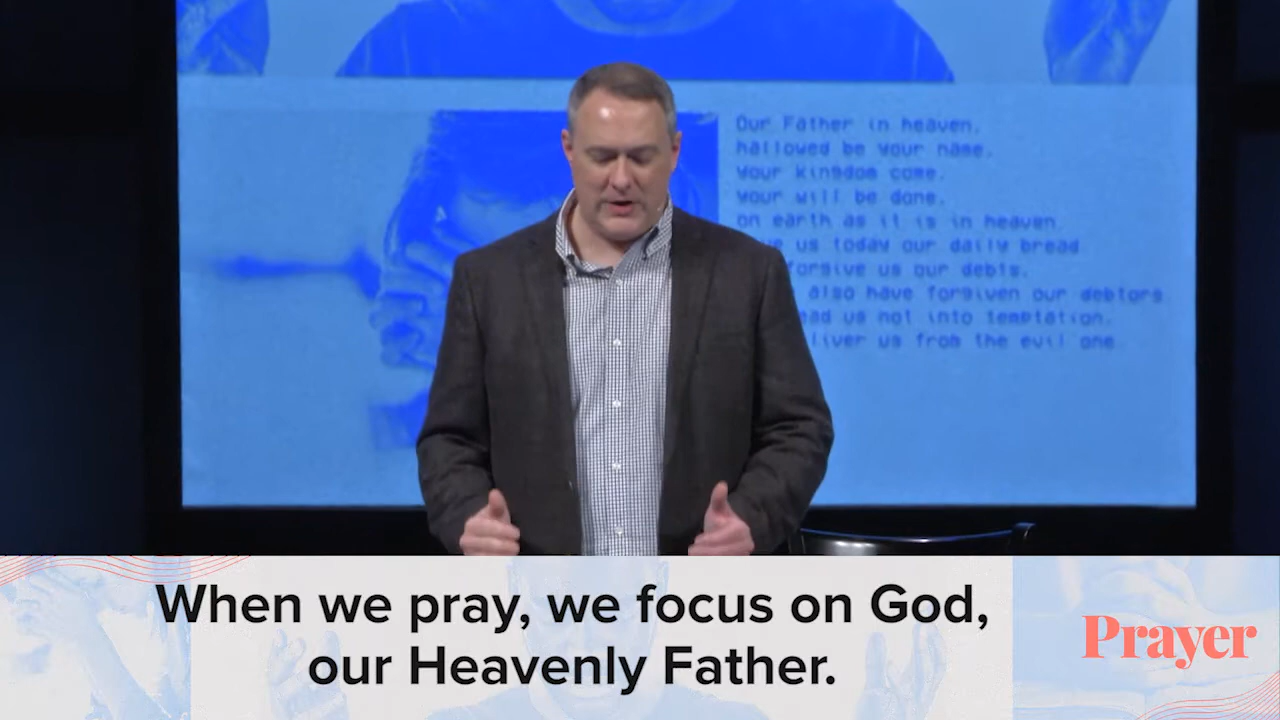 Our Father in heaven,
hallowed be your name.
Your kingdom come.
Your will be done.
on earth as it is in heaven.
us today our daily bread
forgive us our debts.
also have forgiven our debtors
us not into temptation.
us from the evil one
When we pray, we focus on God,
our Heavenly Father.
Prayer